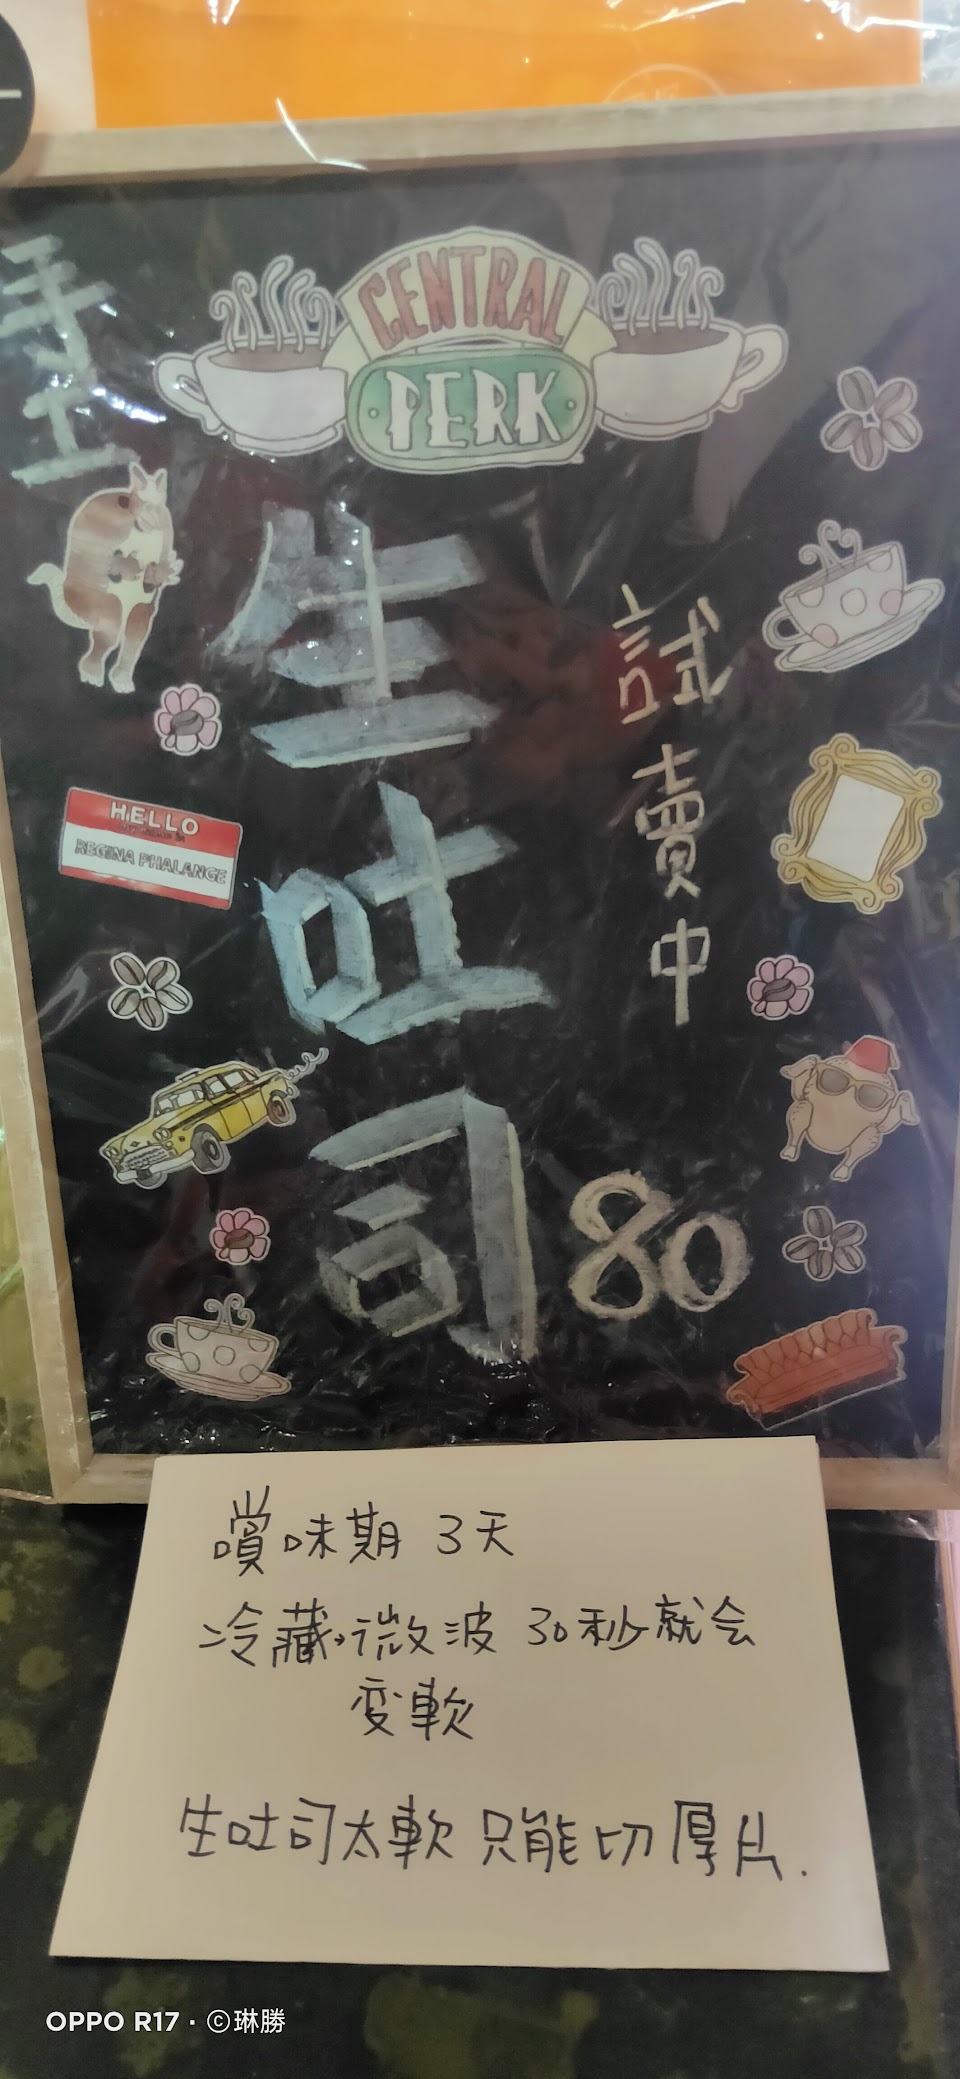 CENTRAL
PERK
生吐司
試賣中
80
HELLO
REGINA PHALANGE
嚐味期 3天
冷藏,微波 30秒就会
変軟
生吐司太軟 只能切厚片.
OPPO R17 · ©琳勝